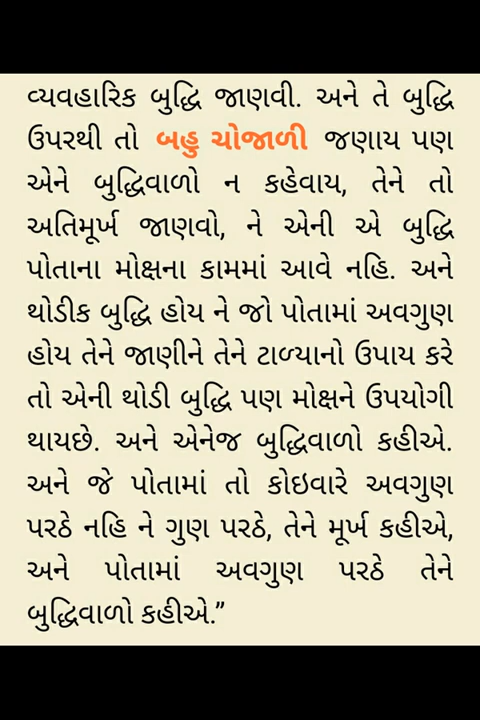 વ્યવહારિક બુદ્ધિ જાણવી. અને તે બુદ્ધિ
ઉપરથી તો બહુ ચોજાળી જણાય પણ
એને બુદ્ધિવાળો ન કહેવાય, તેને તો
અતિમૂર્ખ જાણવો, ને એની એ બુદ્ધિ
પોતાના મોક્ષના કામમાં આવે નહિ. અને
થોડીક બુદ્ધિ હોય ને જો પોતામાં અવગુણ
હોય તેને જાણીને તેને ટાળ્યાનો ઉપાય કરે
તો એની થોડી બુદ્ધિ પણ મોક્ષને ઉપયોગી
થાયછે. અને એનેજ બુદ્ધિવાળો કહીએ.
અને જે પોતામાં તો કોઇવારે અવગુણ
પરઠે નહિ ને ગુણ પરઠે, તેને મૂર્ખ કહીએ,
અને પોતામાં અવગુણ પરઠે તેને
બુદ્ધિવાળો કહીએ.”